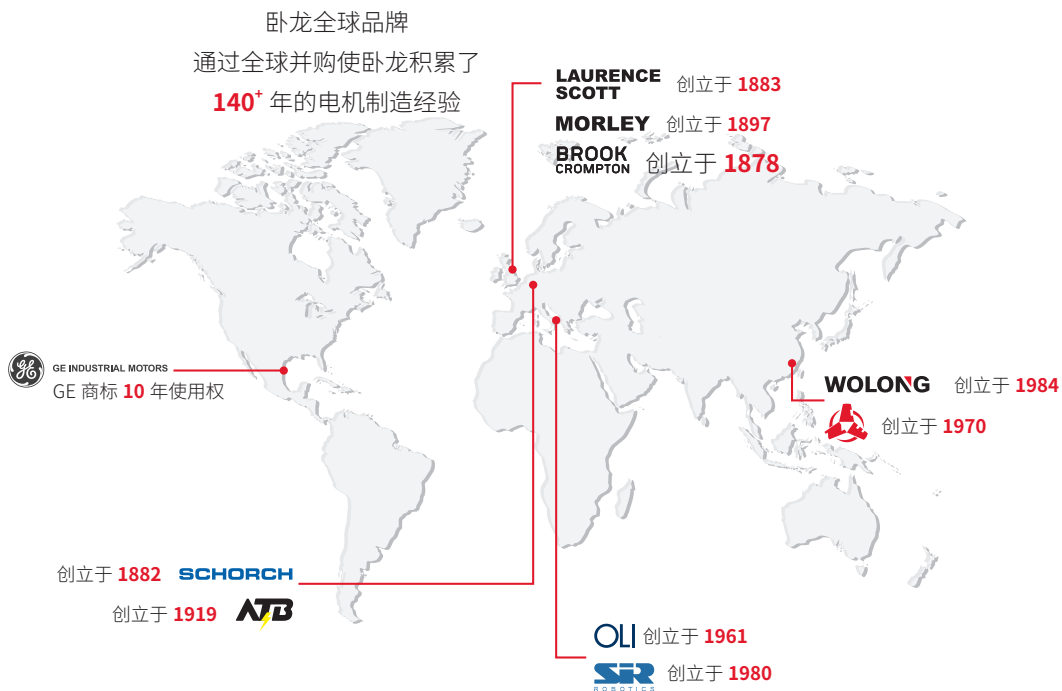 卧龙全球品牌
通过全球并购使卧龙积累了
140+ 年的电机制造经验
LAURENCE
SCOTT
创立于 1883
MORLEY 创立于 1897
BROOK
CROMPTON
创立于 1878
GE
GE INDUSTRIAL MOTORS
GE 商标 10 年使用权
WOLONG 创立于 1984
创立于 1970
创立于 1882 SCHORCH
创立于 1919 ATB
OLI 创立于 1961
SIR 创立于 1980
ROBOTICS